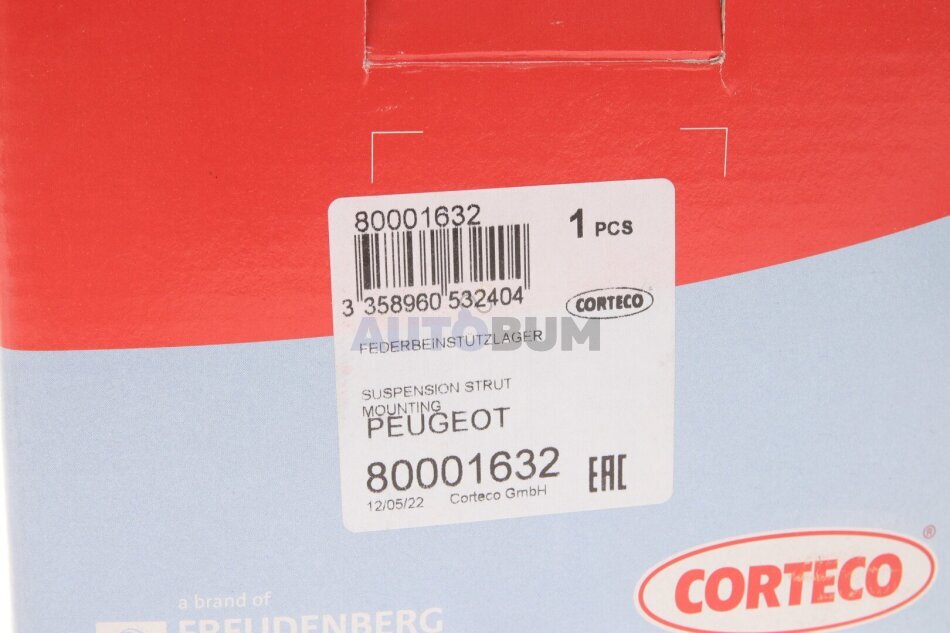 80001632
1 PCS
3 358960 532404
CORTECO
AUTOBUM
FEDERBEINSTÜTZLAGER
SUSPENSION STRUT
MOUNTING
PEUGEOT
80001632
12/05/22 Corteco GmbH
EAC
CORTECO®
a brand of
FREUDENBERG